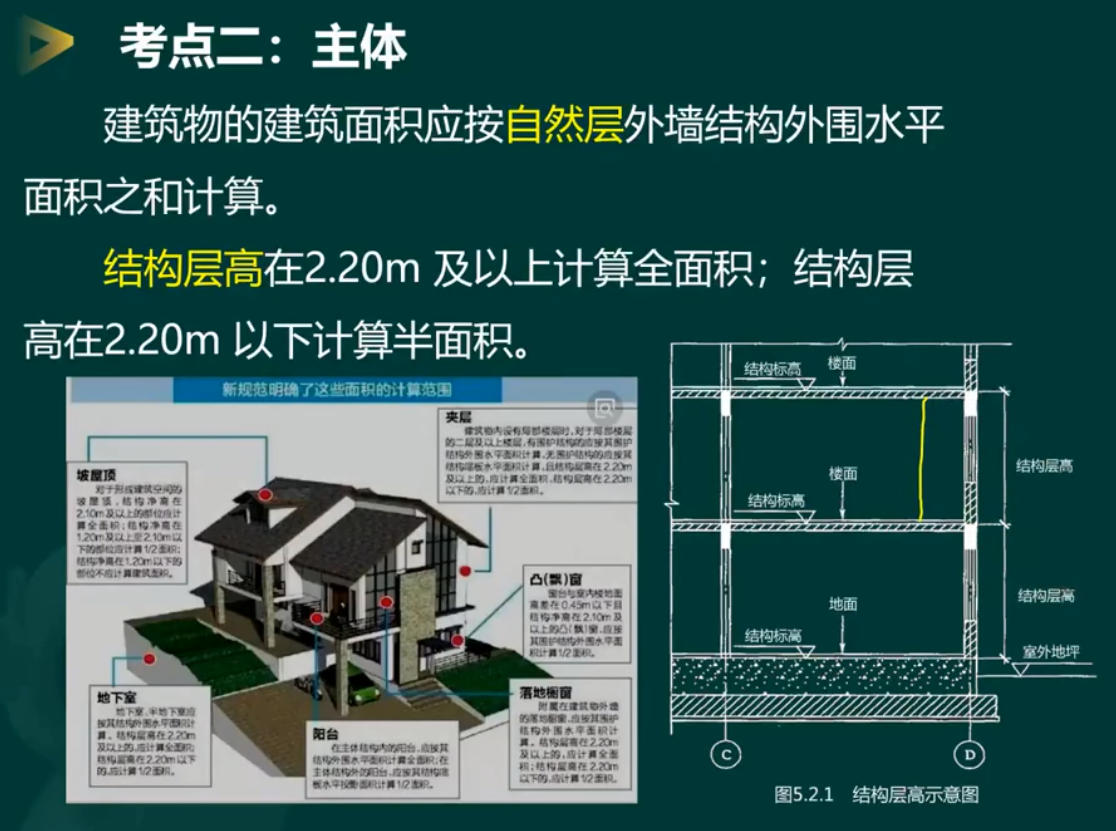 考点二：主体
建筑物的建筑面积应按自然层外墙结构外围水平
面积之和计算。
结构层高在2.20m 及以上计算全面积；结构层
高在2.20m 以下计算半面积。
新规范明确了这些面积的计算范围
夹层
建筑物内设有局部楼层时,对于局部楼层
的二层及以上楼层,有围护结构的应按其围护
结构外围水平面积计算,无围护结构的应按其
结构底板水平面积计算,且结构层高在2.20m
及以上的,应计算全面积,结构层高在2.20m
以下的,应计算1/2面积。
坡屋顶
对于形成建筑空间的
坡屋顶,结构净高在
2.10m及以上的部位应计
算全面积;结构净高在
1.20m及以上至2.10m以
下的部位应计算1/2面积;
结构净高在1.20m以下的
部位不应计算建筑面积。
凸(飘)窗
窗台与室内楼地面
高差在0.45m以下且
结构净高在2.10m及
以上的凸(飘)窗,应按
其围护结构外围水平面
积计算1/2面积。
地下室
地下室、半地下室应
按其结构外围水平面积计
算。结构层高在2.20m
及以上的,应计算全面积;
结构层高在2.20m以下
的,应计算1/2面积。
阳台
在主体结构内的阳台,应按其
结构外围水平面积计算全面积;在
主体结构外的阳台,应按其结构底
板水平投影面积计算1/2面积。
落地橱窗
附属在建筑物外墙
的落地橱窗,应按其围护
结构外围水平面积计
算。结构层高在2.20m
及以上的,应计算全面
积;结构层高在2.20m
以下的,应计算1/2面积。
结构标高
楼面
结构层高
楼面
结构标高
结构层高
地面
结构标高
室外地坪
C
D
图5.2.1 结构层高示意图